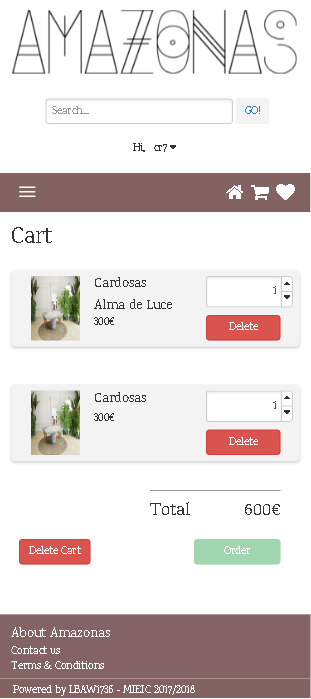 AMAZONAS
Search...
GO!
Hi, cr7
Cart
Cardosas
Alma de Luce
300€
1
Delete
Cardosas
300€
1
Delete
Total 600€
Delete Cart Order
About Amazonas
Contact us
Terms & Conditions
Powered by LBAW1736 - MIEIC 2017/2018